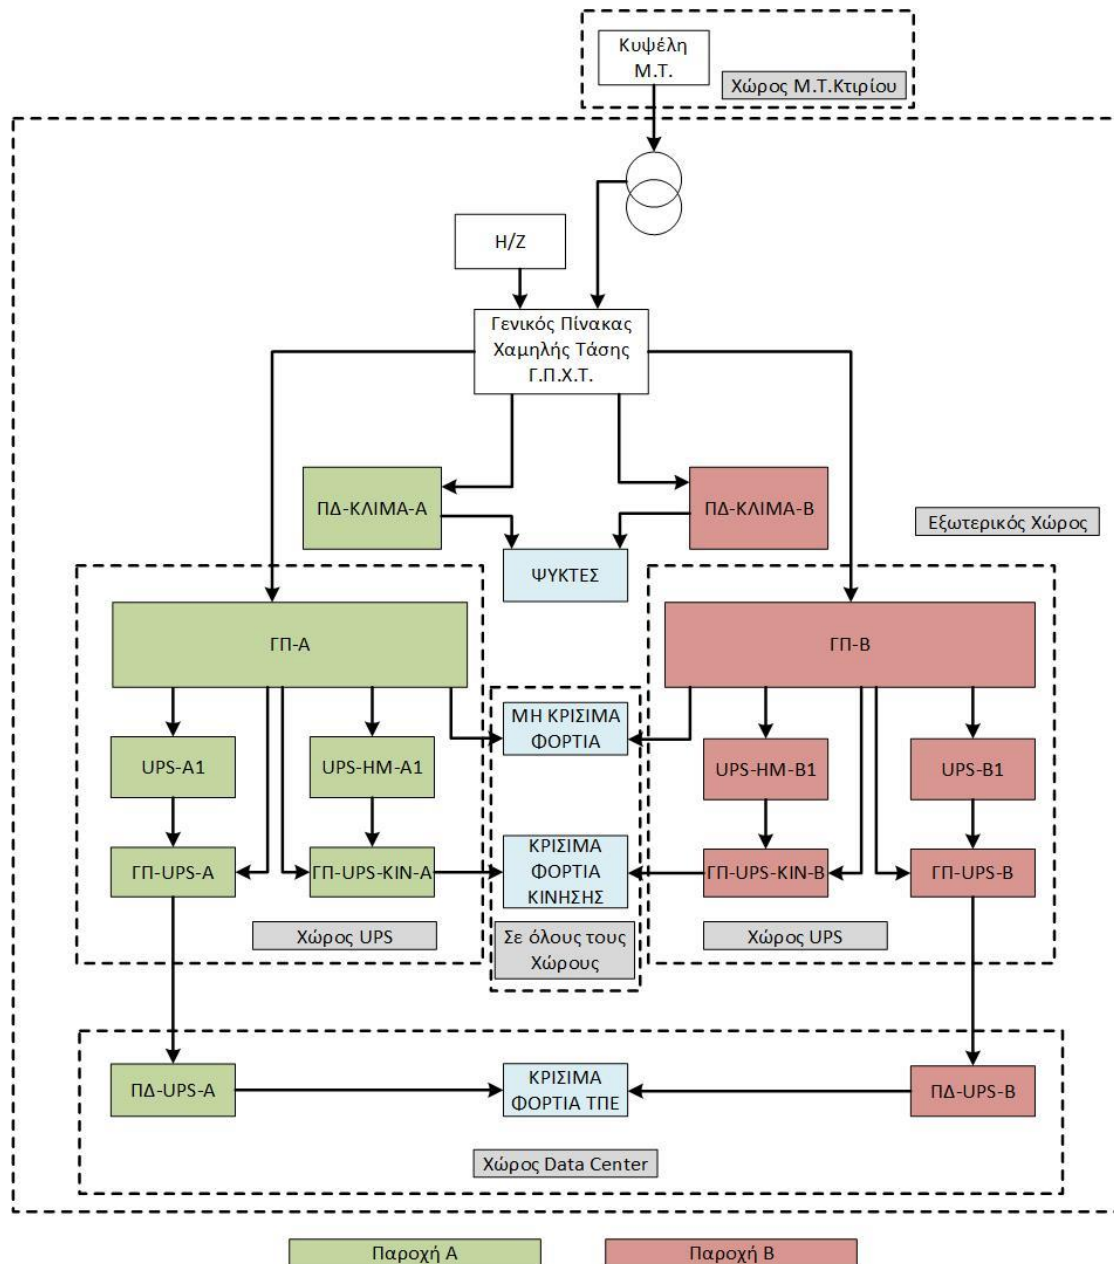 Κυψέλη
Μ.Τ.
Χώρος Μ.Τ.Κτιρίου
Η/Ζ
Γενικός Πίνακας
Χαμηλής Τάσης
Γ.Π.Χ.Τ.
ΠΔ-ΚΛΙΜΑ-Α
ΠΔ-ΚΛΙΜΑ-Β
Εξωτερικός Χώρος
ΨΥΚΤΕΣ
ΓΠ-Α
ΓΠ-Β
ΜΗ ΚΡΙΣΙΜΑ
ΦΟΡΤΙΑ
UPS-A1
UPS-HM-A1
UPS-HM-B1
UPS-B1
ΓΠ-UPS-A
ΓΠ-UPS-KIN-A
ΚΡΙΣΙΜΑ
ΦΟΡΤΙΑ
ΚΙΝΗΣΗΣ
ΓΠ-UPS-KIN-B
ΓΠ-UPS-B
Χώρος UPS
Σε όλους τους
Χώρους
Χώρος UPS
ΠΔ-UPS-A
ΚΡΙΣΙΜΑ
ΦΟΡΤΙΑ ΤΠΕ
ΠΔ-UPS-B
Χώρος Data Center
Παροχή Α
Παροχή Β